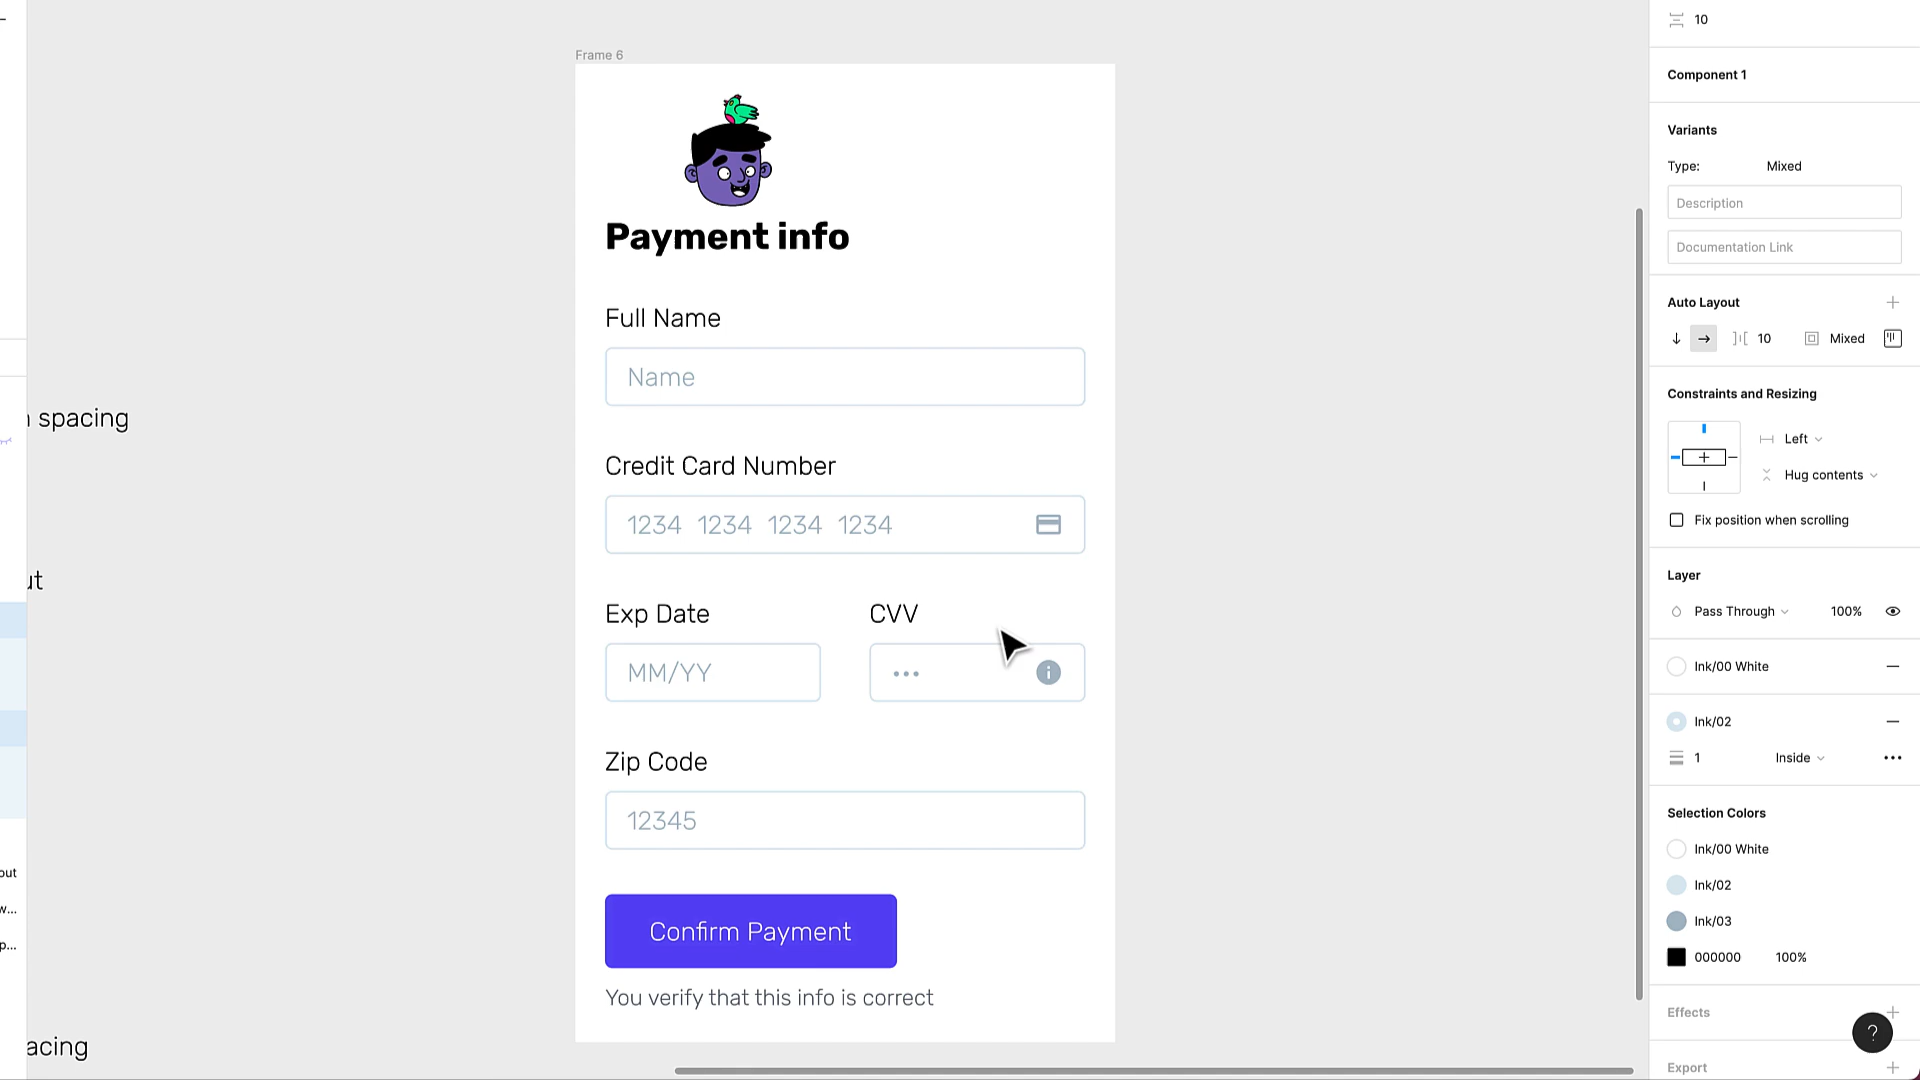 Frame 6
Payment info
Full Name
Name
Credit Card Number
1234 1234 1234 1234
Exp Date
CVV
MM/YY
•••
Zip Code
12345
Confirm Payment
You verify that this info is correct
spacing
ut
out
w...
p...
acing
10
Component 1
Variants
Type: Mixed
Description
Documentation Link
Auto Layout
10 Mixed
Constraints and Resizing
Left
Hug contents
Fix position when scrolling
Layer
Pass Through 100%
Ink/00 White
Ink/02
1 Inside
Selection Colors
Ink/00 White
Ink/02
Ink/03
000000 100%
Effects
?
Export